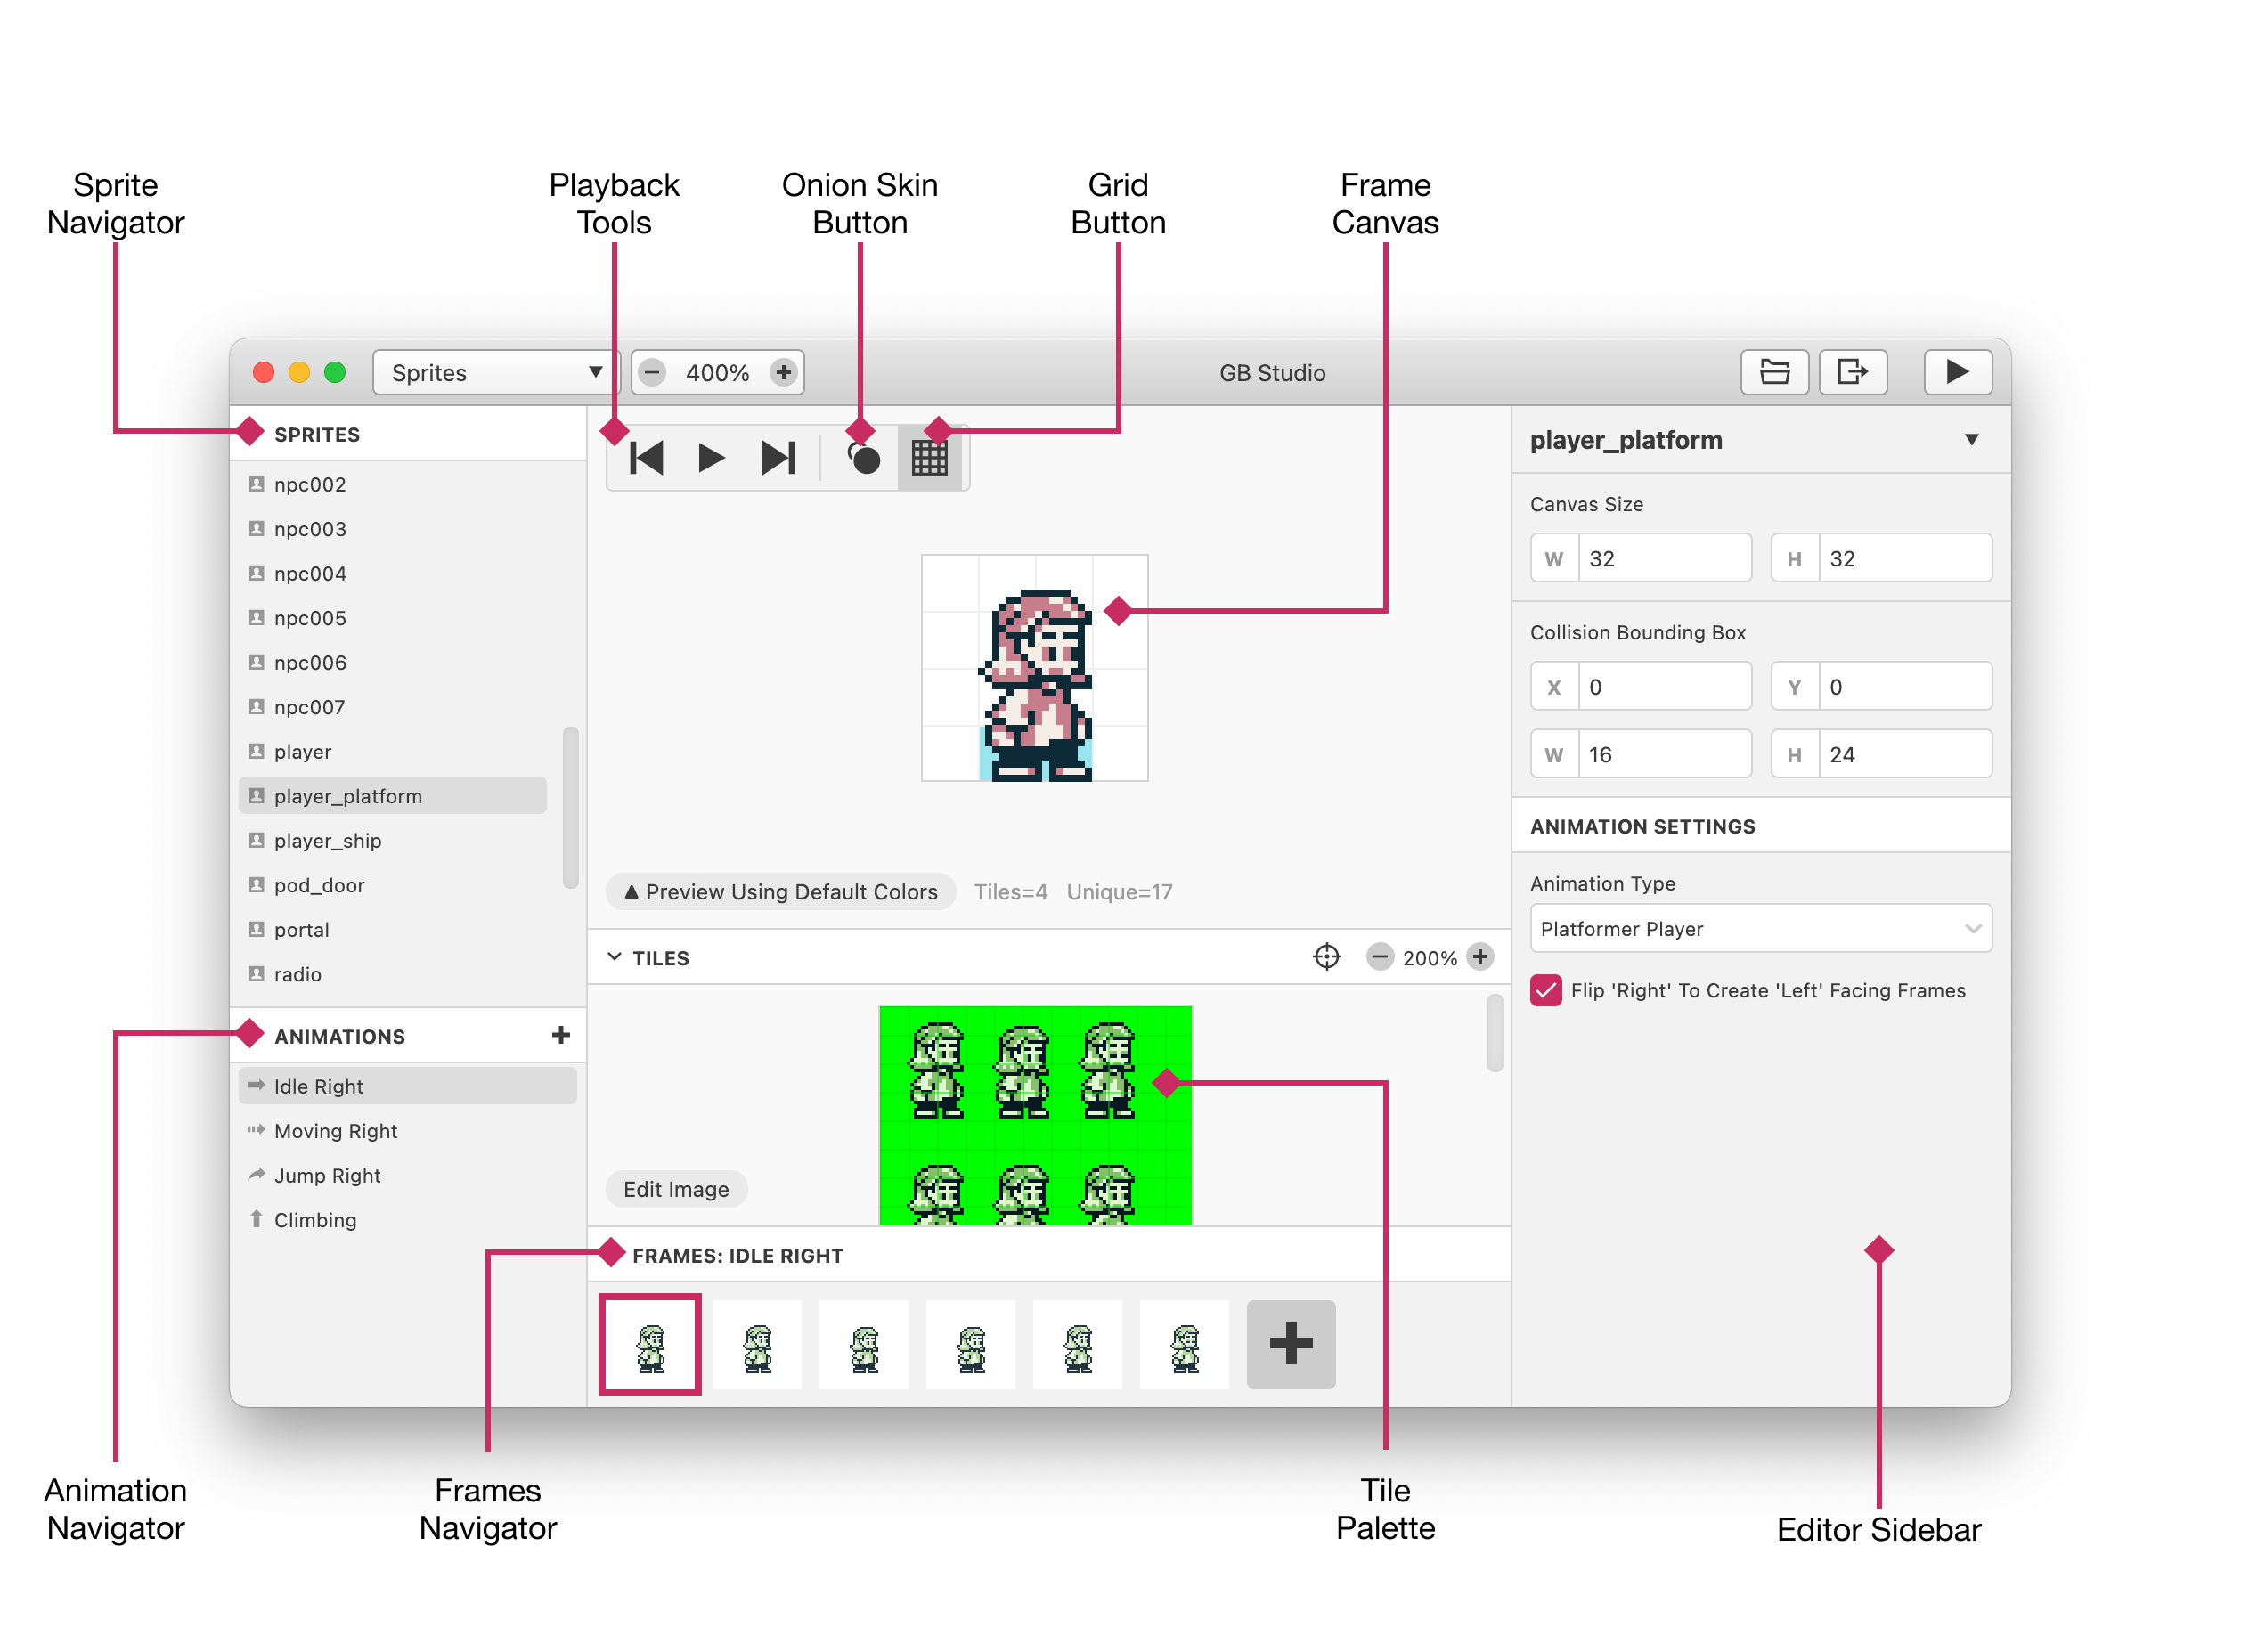 Sprite
Navigator
Playback
Tools
Onion Skin
Button
Grid
Button
Frame
Canvas
Sprites
400%
GB Studio
SPRITES
npc002
npc003
npc004
npc005
npc006
npc007
player
player_platform
player_ship
pod_door
portal
radio
ANIMATIONS
Idle Right
Moving Right
Jump Right
Climbing
Preview Using Default Colors Tiles=4 Unique=17
TILES
200%
Edit Image
FRAMES: IDLE RIGHT
player_platform
Canvas Size
W 32 H 32
Collision Bounding Box
X 0 Y 0
W 16 H 24
ANIMATION SETTINGS
Animation Type
Platformer Player
Flip 'Right' To Create 'Left' Facing Frames
Animation
Navigator
Frames
Navigator
Tile
Palette
Editor Sidebar